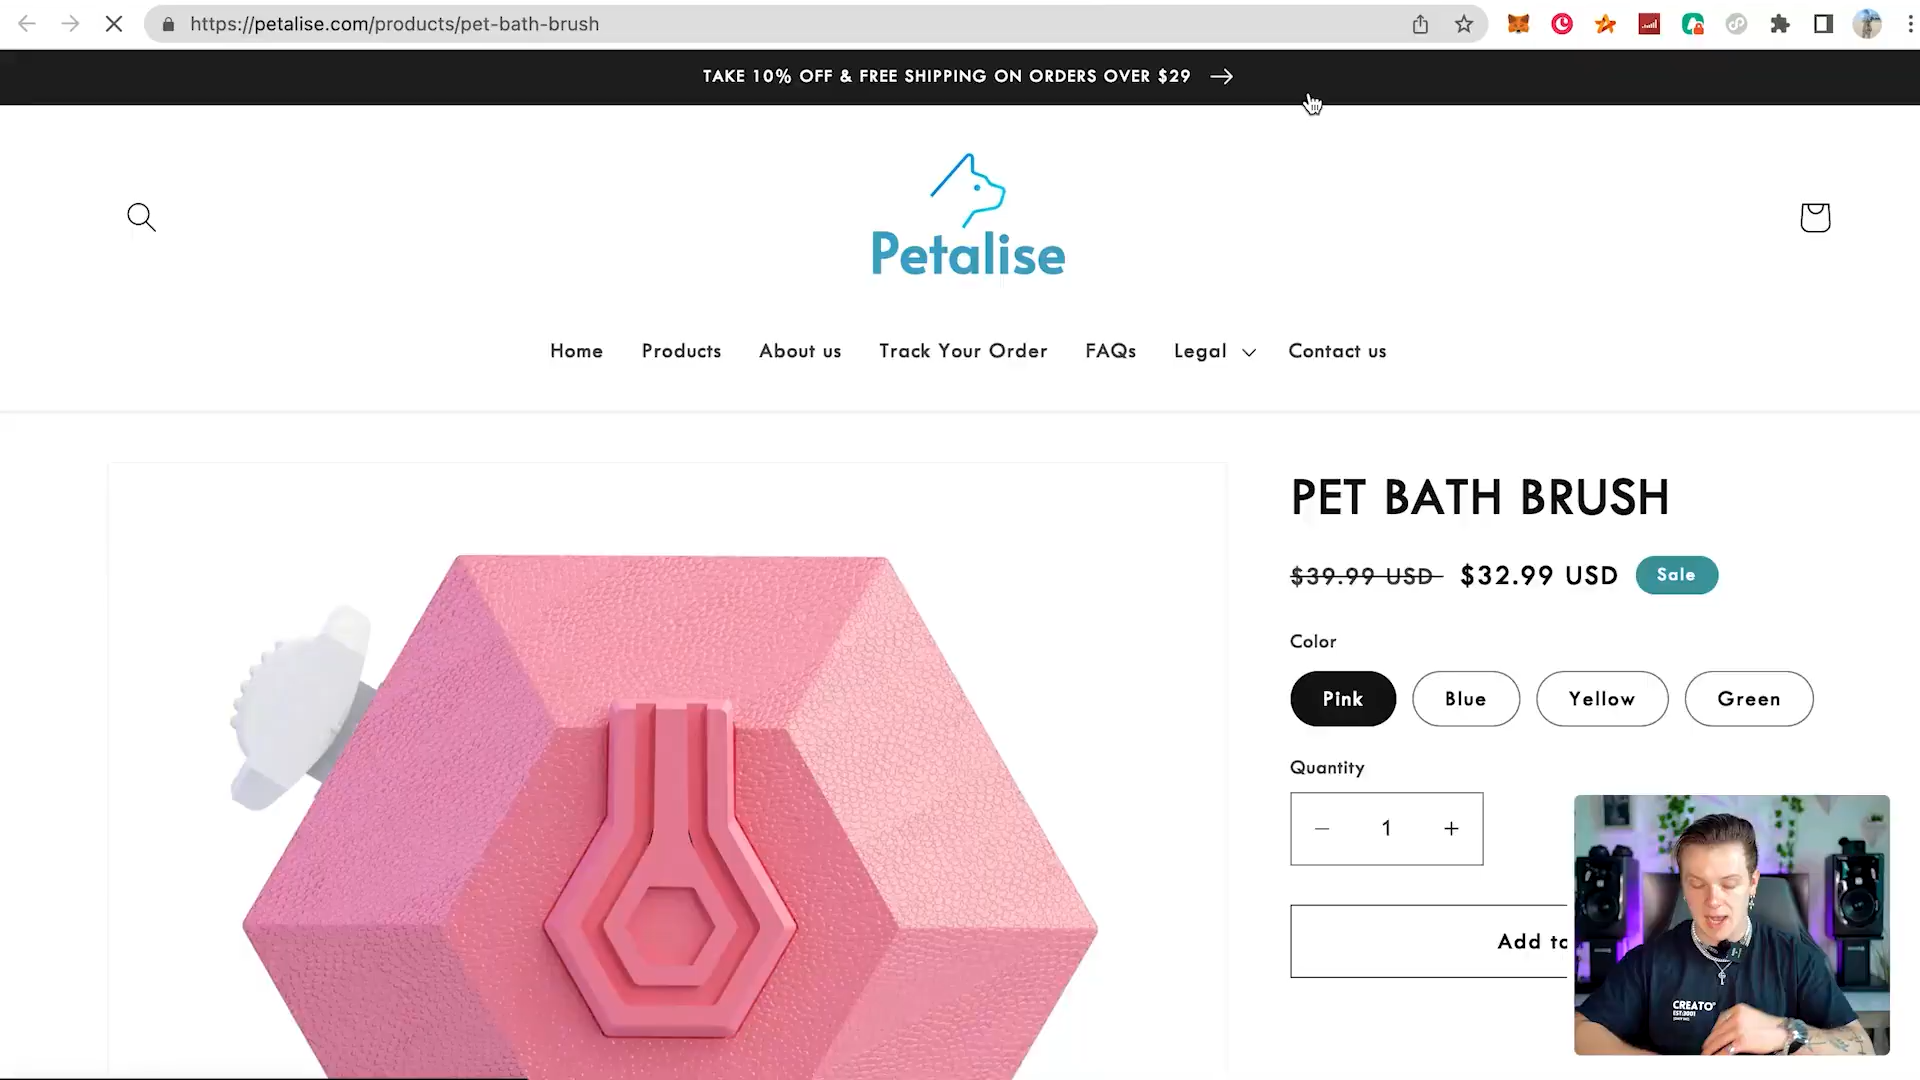 https://petalise.com/products/pet-bath-brush
TAKE 10% OFF & FREE SHIPPING ON ORDERS OVER $29
Petalise
Home Products About us Track Your Order FAQs Legal Contact us
PET BATH BRUSH
$39.99 USD $32.99 USD Sale
Color
Pink Blue Yellow Green
Quantity
1
Add to
CREATO